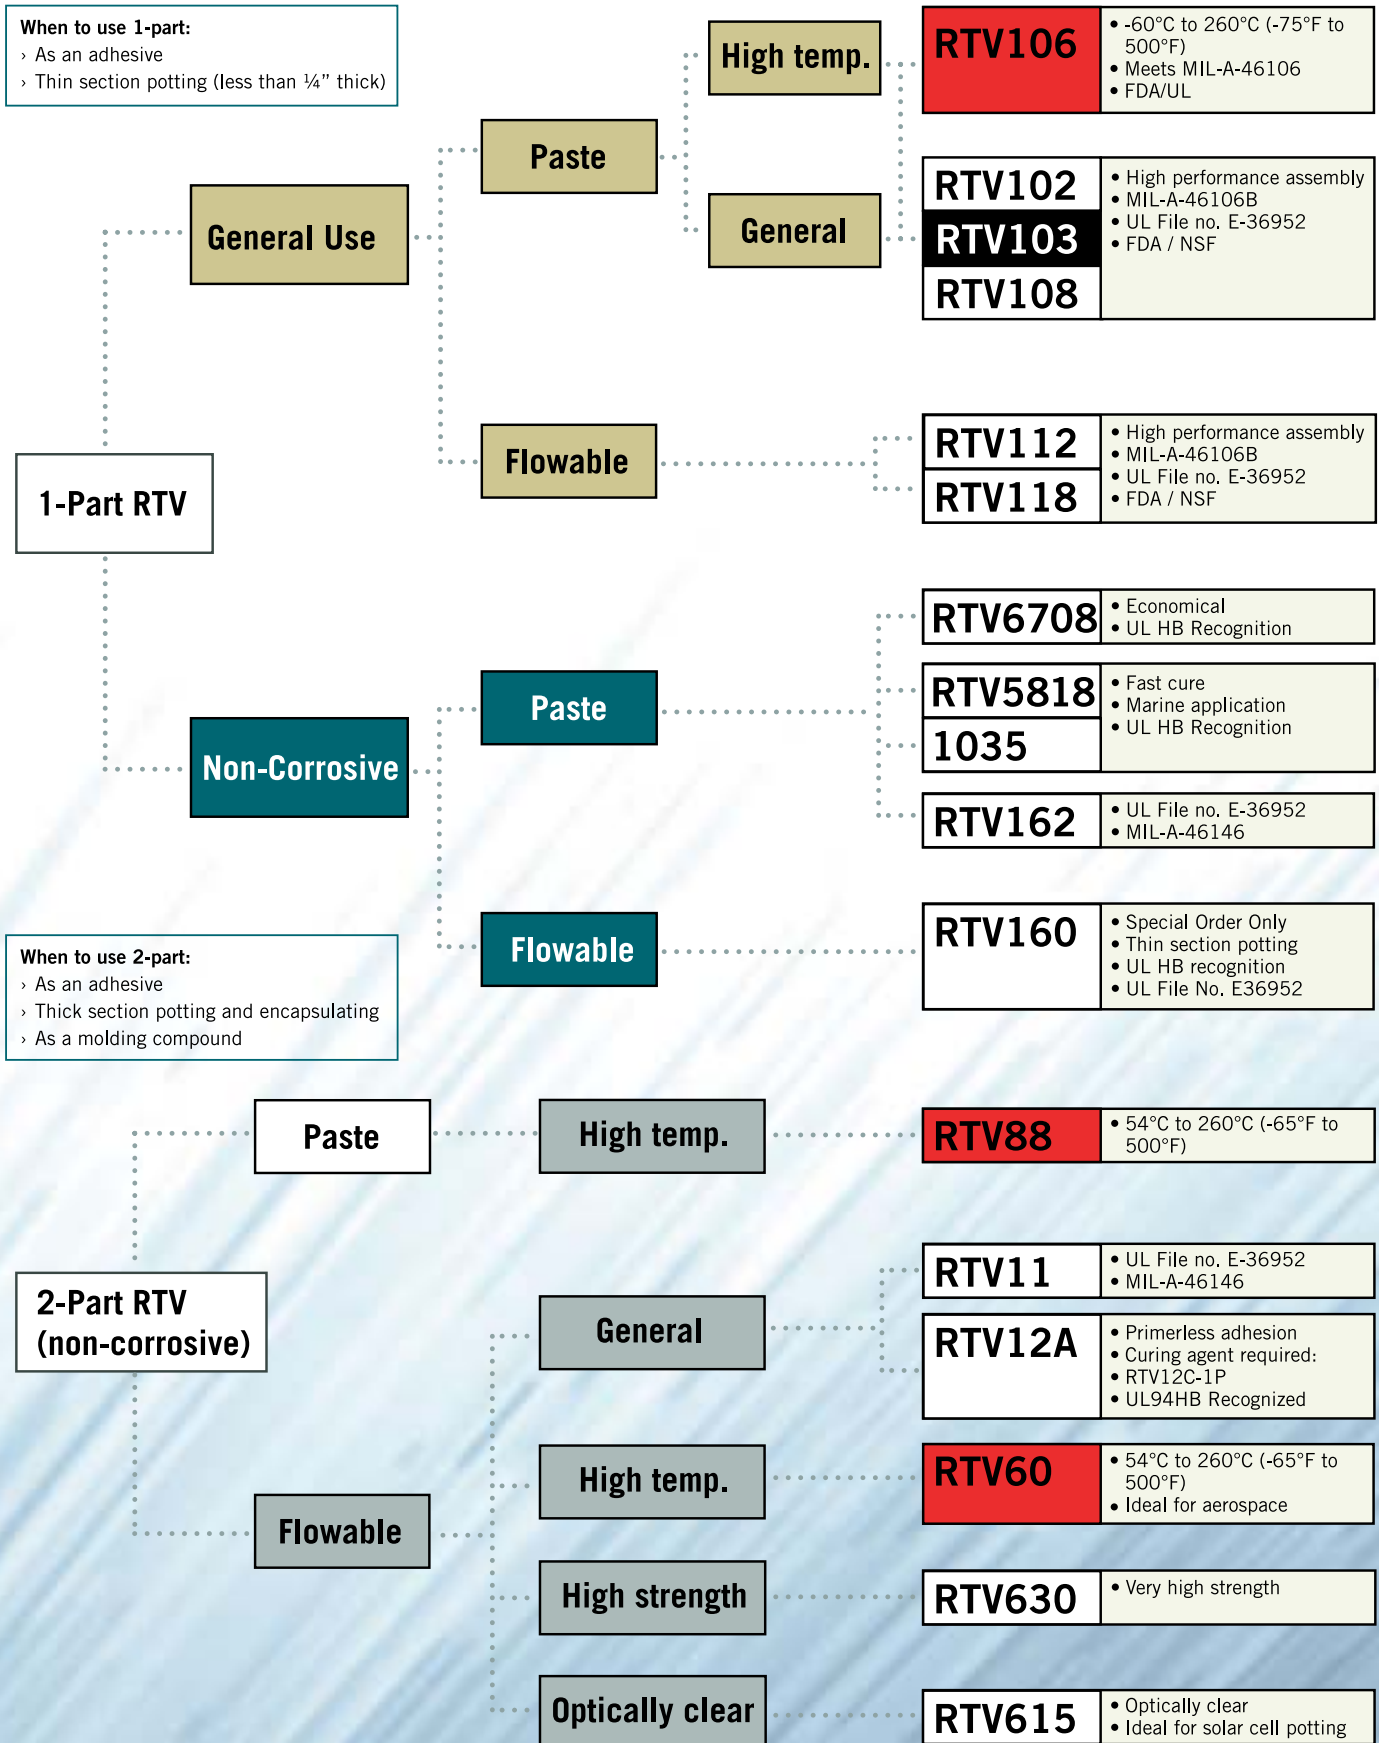 When to use 1-part:
› As an adhesive
› Thin section potting (less than ¼” thick)
High temp.
RTV106
• -60°C to 260°C (-75°F to
500°F)
• Meets MIL-A-46106
• FDA/UL
Paste
General Use
General
RTV102
RTV103
RTV108
• High performance assembly
• MIL-A-46106B
• UL File no. E-36952
• FDA / NSF
Flowable
RTV112
RTV118
• High performance assembly
• MIL-A-46106B
• UL File no. E-36952
• FDA / NSF
1-Part RTV
RTV6708
• Economical
• UL HB Recognition
Paste
RTV5818
1035
• Fast cure
• Marine application
• UL HB Recognition
Non-Corrosive
RTV162
• UL File no. E-36952
• MIL-A-46146
Flowable
RTV160
• Special Order Only
• Thin section potting
• UL HB recognition
• UL File No. E36952
When to use 2-part:
› As an adhesive
› Thick section potting and encapsulating
› As a molding compound
Paste
High temp.
RTV88
• 54°C to 260°C (-65°F to
500°F)
2-Part RTV
(non-corrosive)
General
RTV11
• UL File no. E-36952
• MIL-A-46146
RTV12A
• Primerless adhesion
• Curing agent required:
• RTV12C-1P
• UL94HB Recognized
High temp.
RTV60
• 54°C to 260°C (-65°F to
500°F)
• Ideal for aerospace
Flowable
High strength
RTV630
• Very high strength
Optically clear
RTV615
• Optically clear
• Ideal for solar cell potting